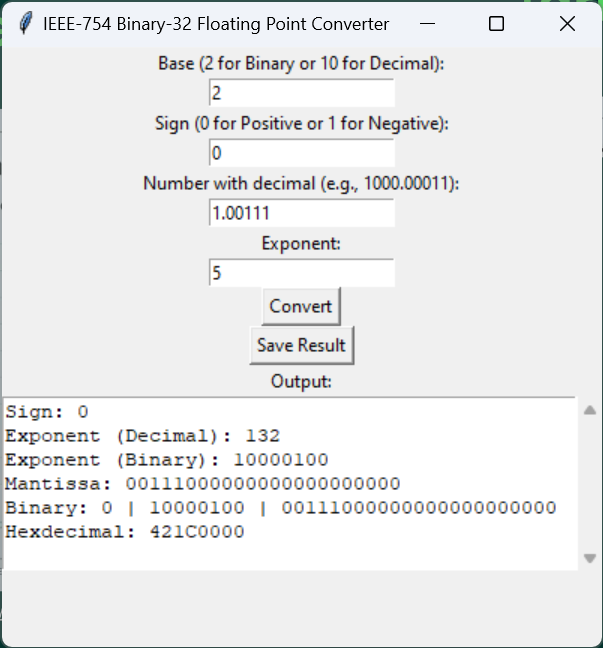 IEEE-754 Binary-32 Floating Point Converter
Base (2 for Binary or 10 for Decimal):
2
Sign (0 for Positive or 1 for Negative):
0
Number with decimal (e.g., 1000.00011):
1.00111
Exponent:
5
Convert
Save Result
Output:
Sign: 0
Exponent (Decimal): 132
Exponent (Binary): 10000100
Mantissa: 00111000000000000000000
Binary: 0 | 10000100 | 00111000000000000000000
Hexdecimal: 421C0000